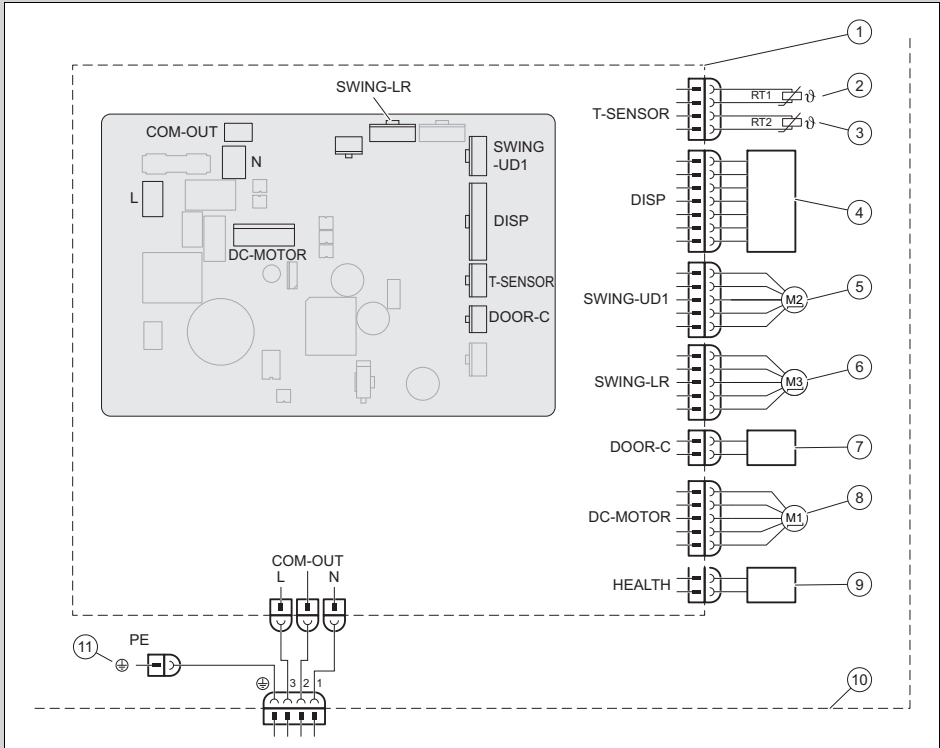 1
SWING-LR
T-SENSOR
RT1 ϑ
2
RT2 ϑ
3
COM-OUT
N
L
SWING
-UD1
DISP
DC-MOTOR
T-SENSOR
DOOR-C
DISP
4
SWING-UD1
M2
5
SWING-LR
M3
6
DOOR-C
7
DC-MOTOR
M1
8
HEALTH
9
COM-OUT
L N
PE
11
3 2 1
10